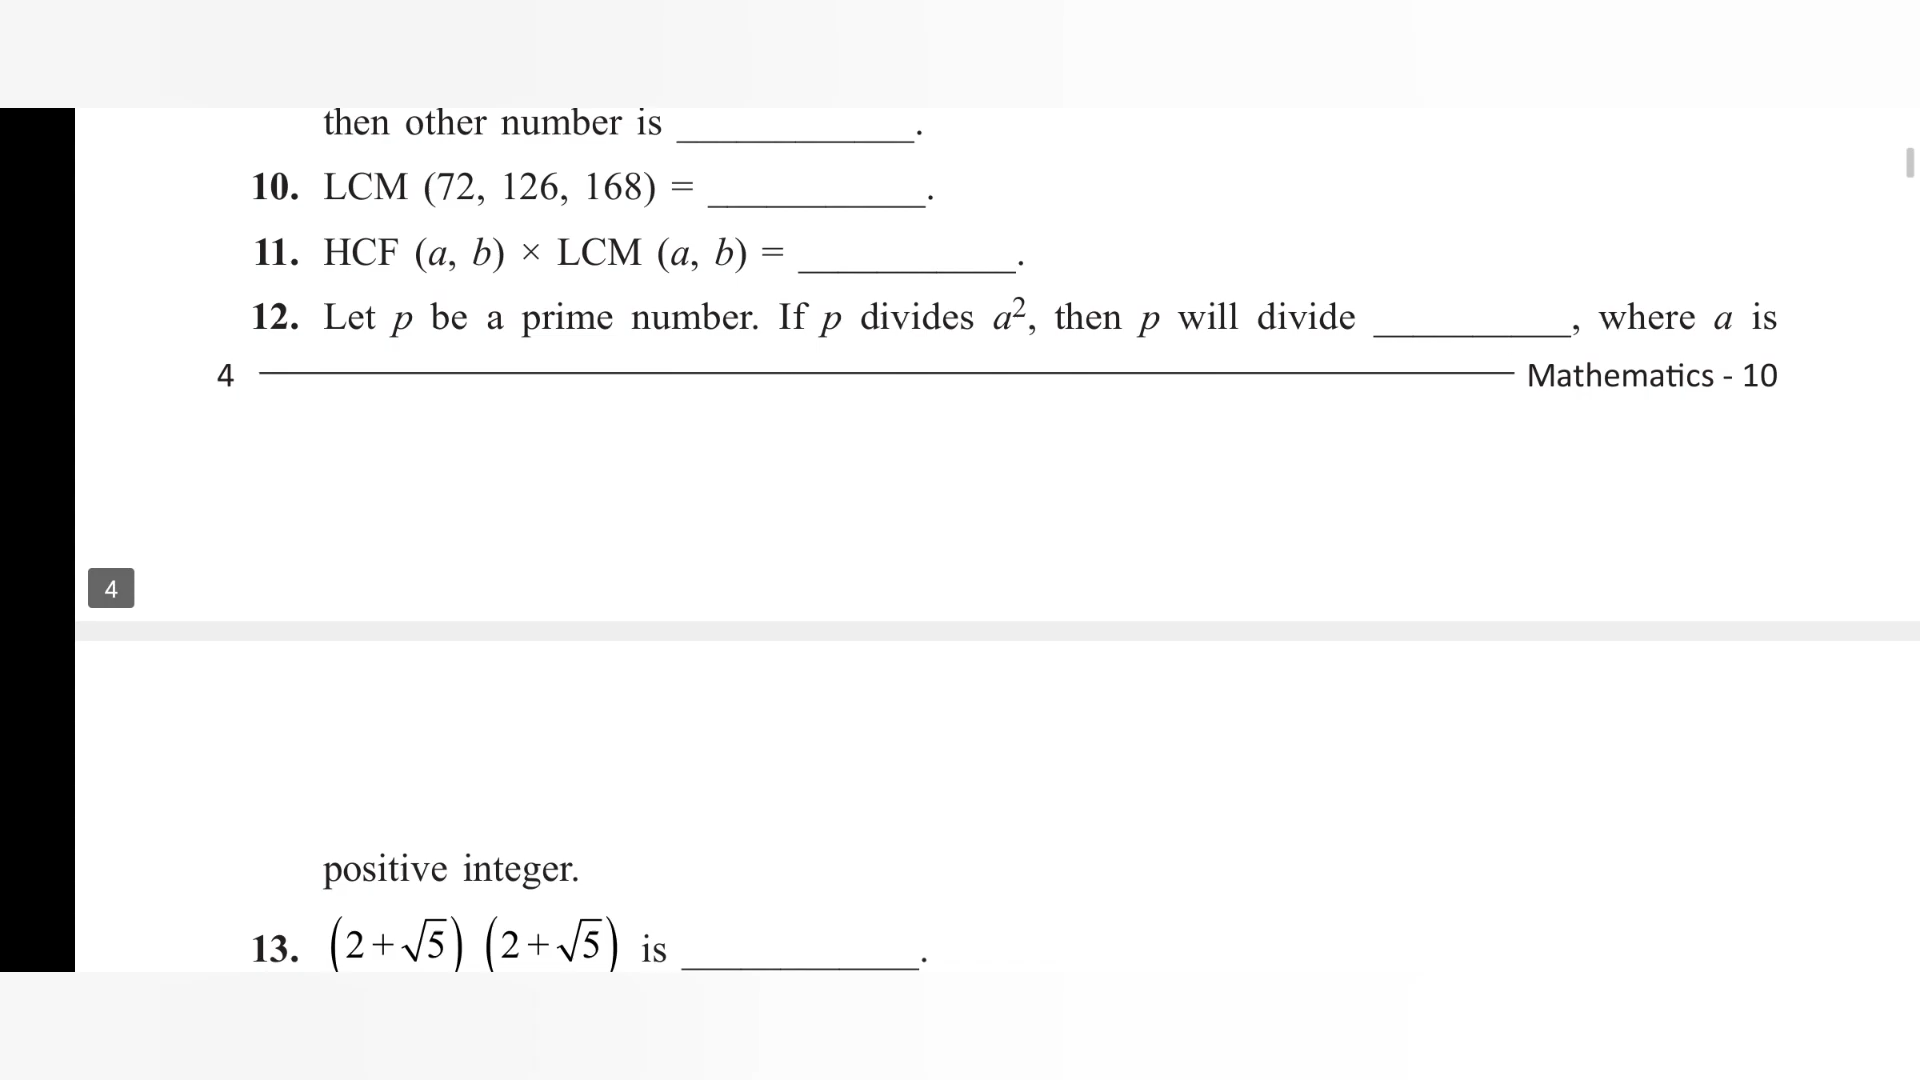 then other number is ____________.
10. LCM (72, 126, 168) = ___________.
11. HCF (a, b) × LCM (a, b) = ___________.
12. Let p be a prime number. If p divides a², then p will divide __________, where a is
4 Mathematics - 10
4
positive integer.
13. (2+√5) (2+√5) is ____________.